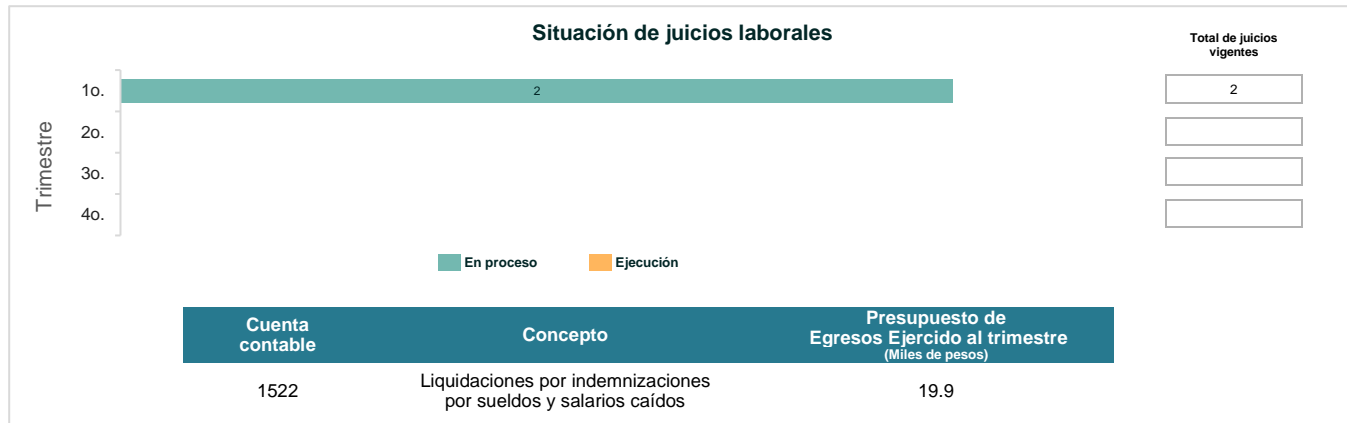 Situación de juicios laborales
Total de juicios
vigentes
Trimestre
1o.
2
2
2o.
3o.
4o.
En proceso
Ejecución
Cuenta
contable
Concepto
Presupuesto de
Egresos Ejercido al trimestre
(Miles de pesos)
1522
Liquidaciones por indemnizaciones
por sueldos y salarios caídos
19.9